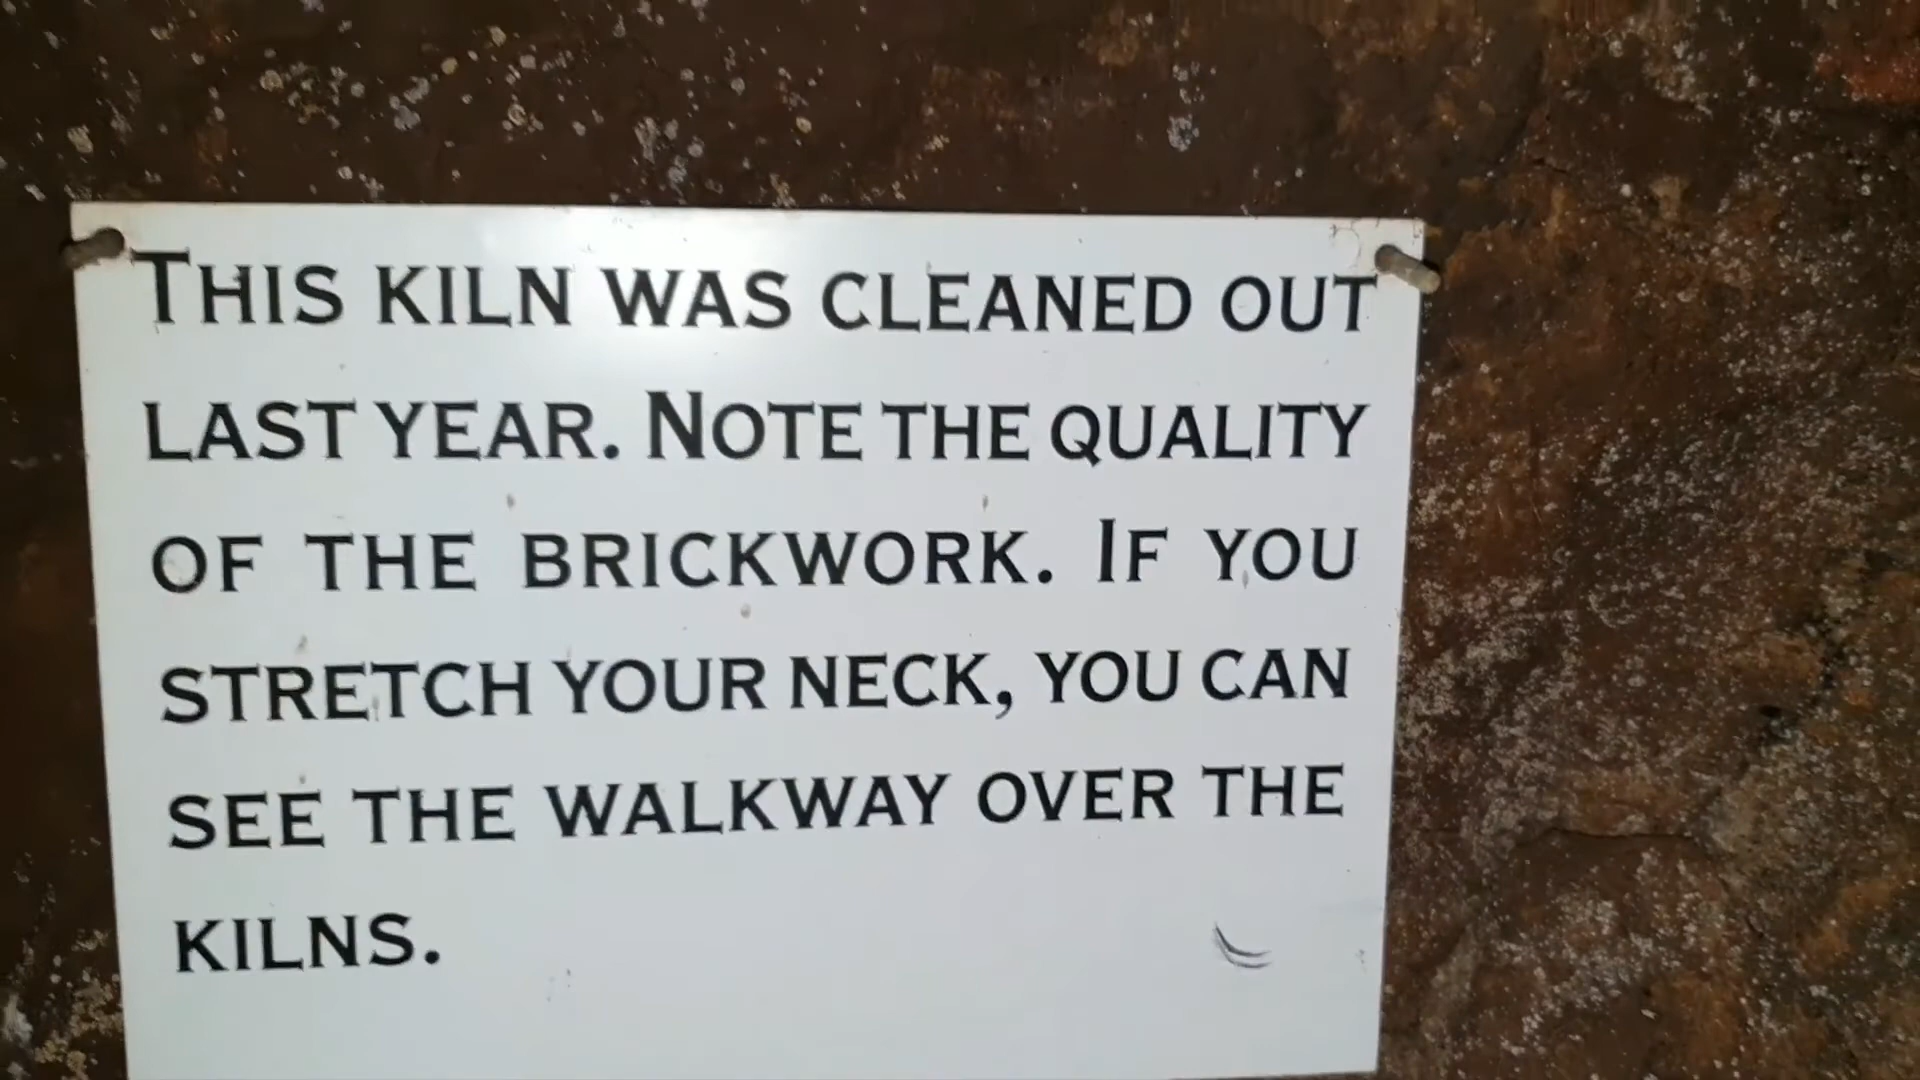 THIS KILN WAS CLEANED OUT
LAST YEAR. NOTE THE QUALITY
OF THE BRICKWORK. IF YOU
STRETCH YOUR NECK, YOU CAN
SEE THE WALKWAY OVER THE
KILNS.